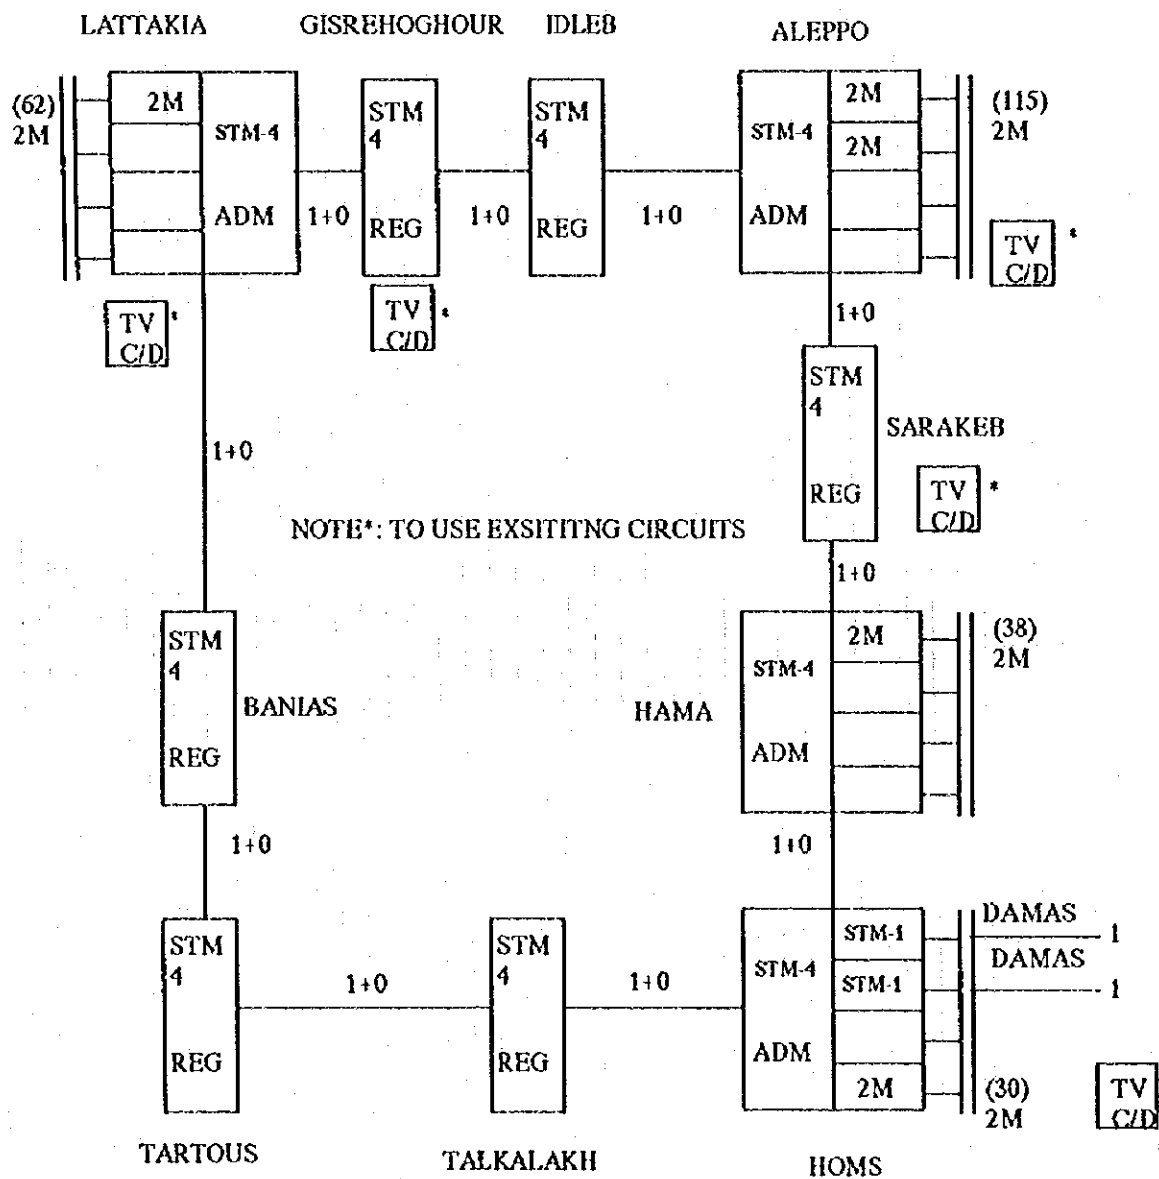 LATTAKIA
GISREHOGHOUR
IDLEB
ALEPPO
(62)
2M
2M
STM-4
ADM
1+0
STM
4
REG
1+0
STM
4
REG
1+0
STM-4
ADM
2M
2M
(115)
2M
TV *
C/D
TV *
C/D
TV *
C/D
1+0
STM
4
REG
SARAKEB
TV *
C/D
1+0
NOTE*: TO USE EXSITITNG CIRCUITS
1+0
STM
4
REG
BANIAS
HAMA
STM-4
ADM
2M
(38)
2M
1+0
1+0
STM
4
REG
1+0
STM
4
REG
1+0
STM-4
ADM
STM-1
STM-1
2M
DAMAS
1
DAMAS
1
(30)
2M
TV
C/D
TARTOUS
TALKALAKH
HOMS